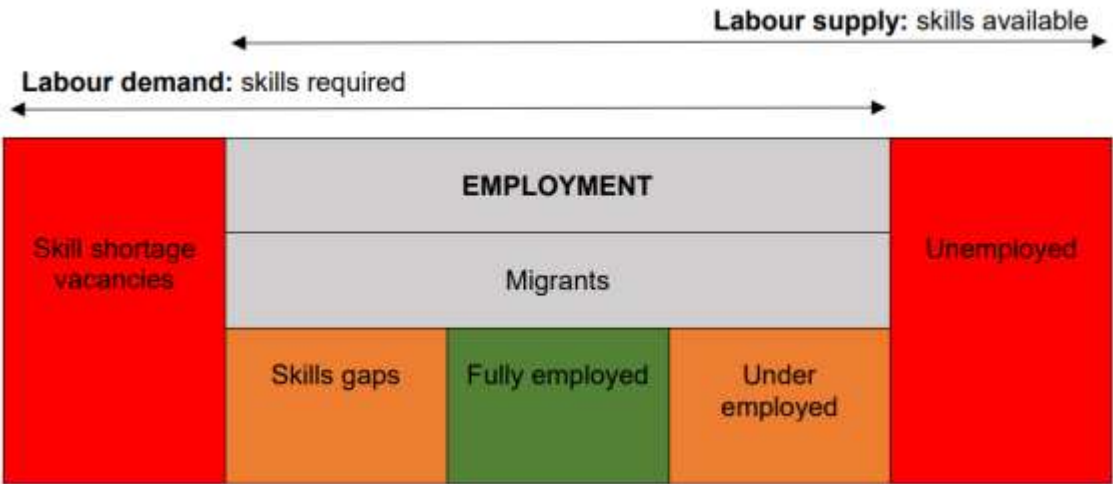 Labour supply: skills available
Labour demand: skills required
EMPLOYMENT
Skill shortage
vacancies
Migrants
Unemployed
Skills gaps
Fully employed
Under
employed